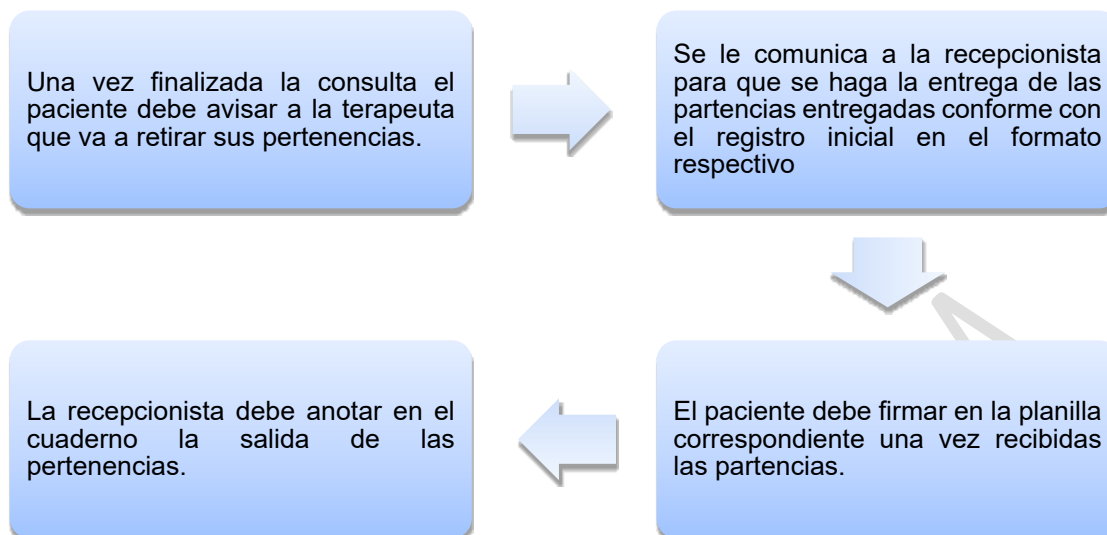 Una vez finalizada la consulta el
paciente debe avisar a la terapeuta
que va a retirar sus pertenencias.
Se le comunica a la recepcionista
para que se haga la entrega de las
partencias entregadas conforme con
el registro inicial en el formato
respectivo
El paciente debe firmar en la planilla
correspondiente una vez recibidas
las partencias.
La recepcionista debe anotar en el
cuaderno la salida de las
pertenencias.